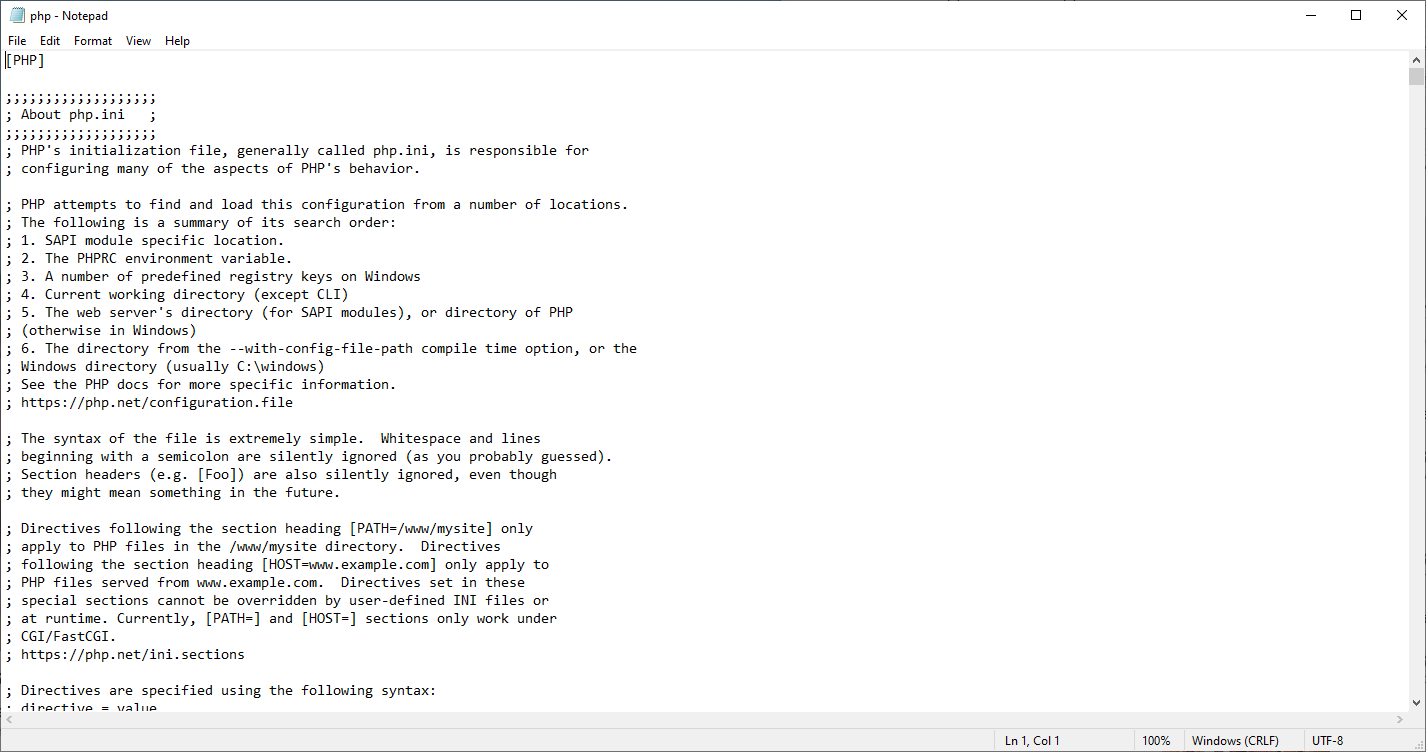 php - Notepad
File Edit Format View Help
[PHP]
;;;;;;;;;;;;;;;;;;;
; About php.ini   ;
;;;;;;;;;;;;;;;;;;;
; PHP's initialization file, generally called php.ini, is responsible for
; configuring many of the aspects of PHP's behavior.
; PHP attempts to find and load this configuration from a number of locations.
; The following is a summary of its search order:
; 1. SAPI module specific location.
; 2. The PHPRC environment variable.
; 3. A number of predefined registry keys on Windows
; 4. Current working directory (except CLI)
; 5. The web server's directory (for SAPI modules), or directory of PHP
; (otherwise in Windows)
; 6. The directory from the --with-config-file-path compile time option, or the
; Windows directory (usually C:\windows)
; See the PHP docs for more specific information.
; https://php.net/configuration.file
; The syntax of the file is extremely simple.  Whitespace and lines
; beginning with a semicolon are silently ignored (as you probably guessed).
; Section headers (e.g. [Foo]) are also silently ignored, even though
; they might mean something in the future.
; Directives following the section heading [PATH=/www/mysite] only
; apply to PHP files in the /www/mysite directory.  Directives
; following the section heading [HOST=www.example.com] only apply to
; PHP files served from www.example.com.  Directives set in these
; special sections cannot be overridden by user-defined INI files or
; at runtime. Currently, [PATH=] and [HOST=] sections only work under
; CGI/FastCGI.
; https://php.net/ini.sections
; Directives are specified using the following syntax:
; directive = value
Ln 1, Col 1 100% Windows (CRLF) UTF-8